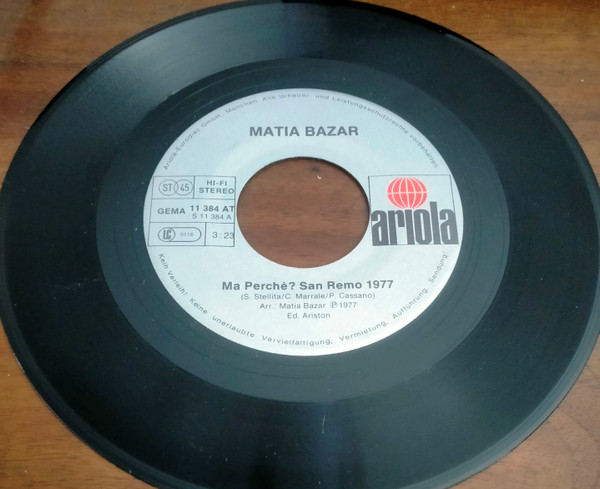 Ariola-Eurodisc GmbH, München. Alle Urheber- und Leistungsschutzrechte vorbehalten.
MATIA BAZAR
ST 45
HI-FI
STEREO
GEMA 11 384 AT
S 11 384 A
LC
3:23
ariola
Ma Perchè? San Remo 1977
(S. Stellita/C. Marrale/P. Cassano)
Arr.: Matia Bazar ℗ 1977
Ed. Ariston
Kein Verleih! Keine unerlaubte Vervielfältigung, Vermietung, Aufführung, Sendung!